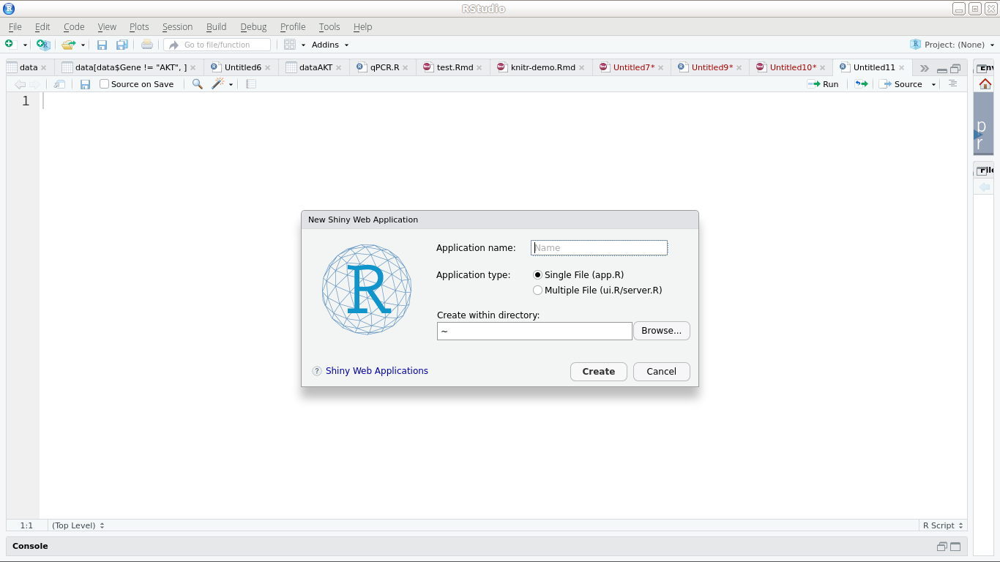 RStudio
File Edit Code View Plots Session Build Debug Profile Tools Help
Go to file/function Addins Project: (None)
data data[data$Gene != "AKT", ] Untitled6 dataAKT qPCR.R test.Rmd knitr-demo.Rmd Untitled7* Untitled9* Untitled10* Untitled11
Source on Save Run Source
1
p
r
New Shiny Web Application
Application name: Name
Application type: Single File (app.R)
Multiple File (ui.R/server.R)
Create within directory:
~ Browse...
R
? Shiny Web Applications Create Cancel
1:1 (Top Level) R Script
Console